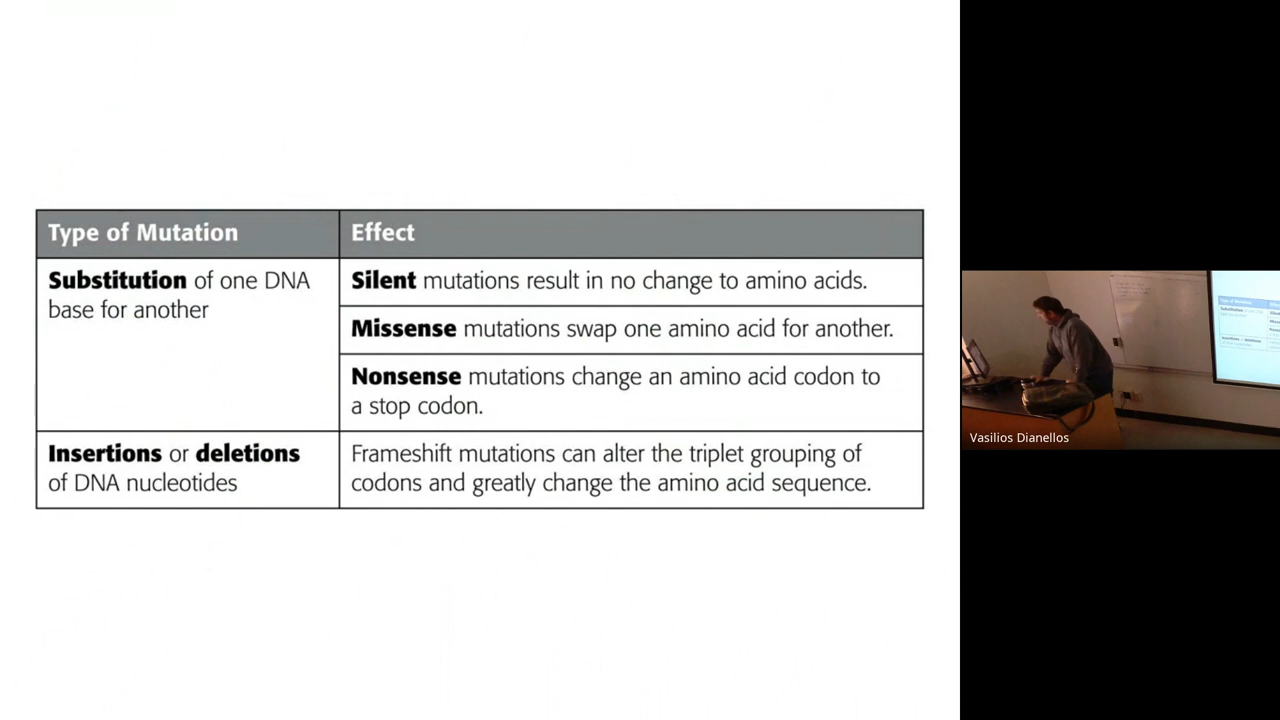 Type of Mutation
Effect
Substitution of one DNA
base for another
Silent mutations result in no change to amino acids.
Missense mutations swap one amino acid for another.
Nonsense mutations change an amino acid codon to
a stop codon.
Insertions or deletions
of DNA nucleotides
Frameshift mutations can alter the triplet grouping of
codons and greatly change the amino acid sequence.
Vasilios Dianellos